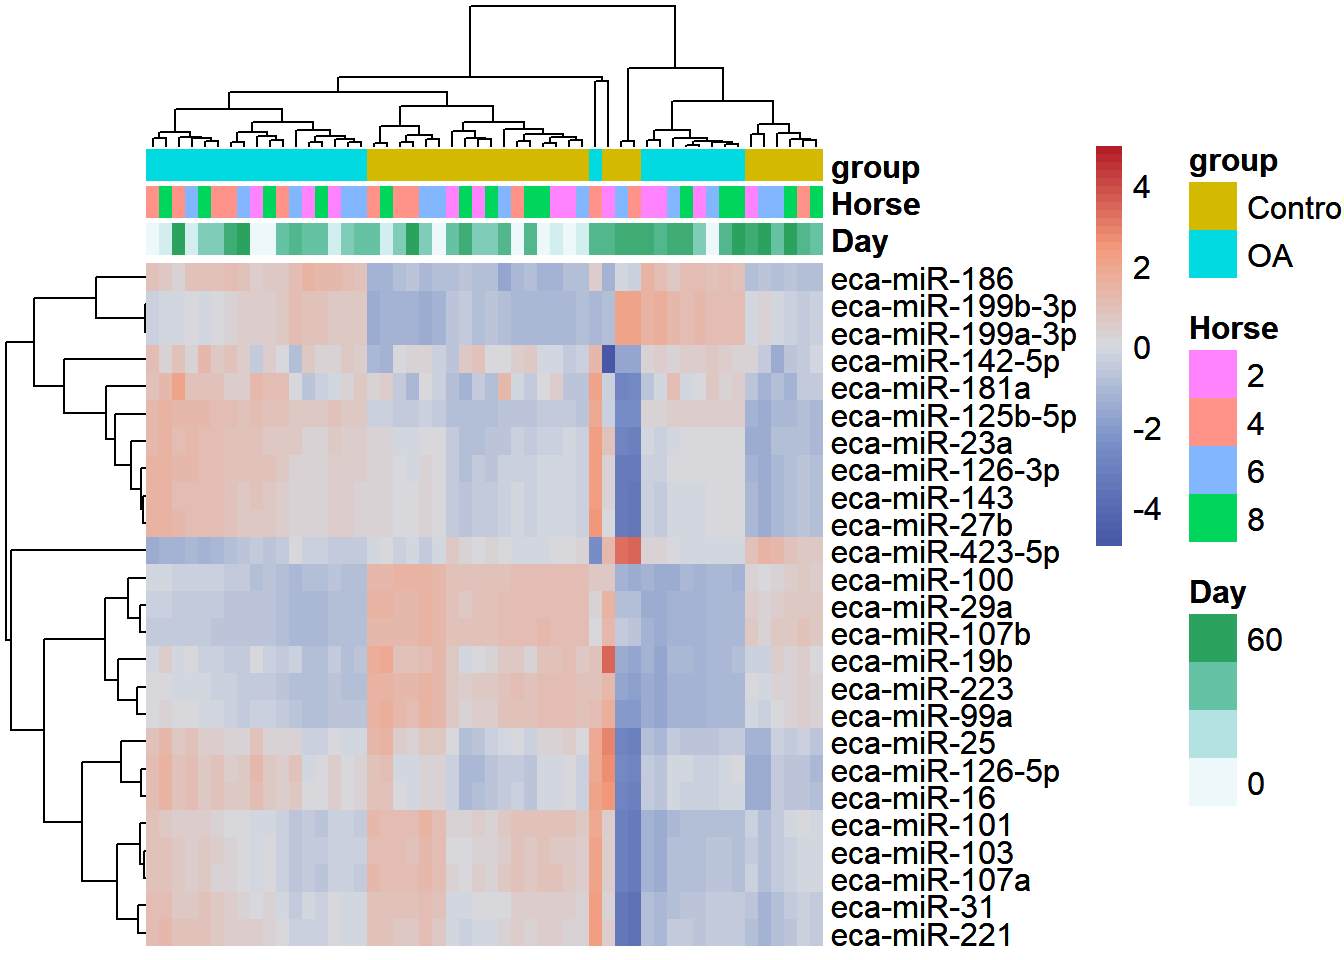 group
Horse
Day
eca-miR-186
eca-miR-199b-3p
eca-miR-199a-3p
eca-miR-142-5p
eca-miR-181a
eca-miR-125b-5p
eca-miR-23a
eca-miR-126-3p
eca-miR-143
eca-miR-27b
eca-miR-423-5p
eca-miR-100
eca-miR-29a
eca-miR-107b
eca-miR-19b
eca-miR-223
eca-miR-99a
eca-miR-25
eca-miR-126-5p
eca-miR-16
eca-miR-101
eca-miR-103
eca-miR-107a
eca-miR-31
eca-miR-221
4
2
0
-2
-4
group
Contro
OA
Horse
2
4
6
8
Day
60
0